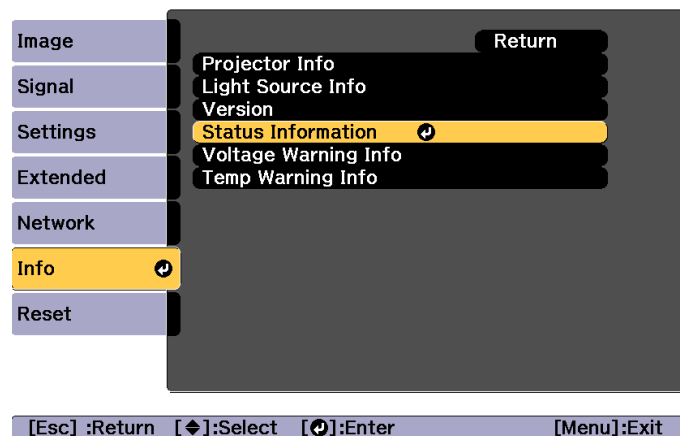 Image
Signal
Settings
Extended
Network
Info
Reset
Return
Projector Info
Light Source Info
Version
Status Information
Voltage Warning Info
Temp Warning Info
[Esc] :Return [◆]:Select [↵]:Enter [Menu]:Exit